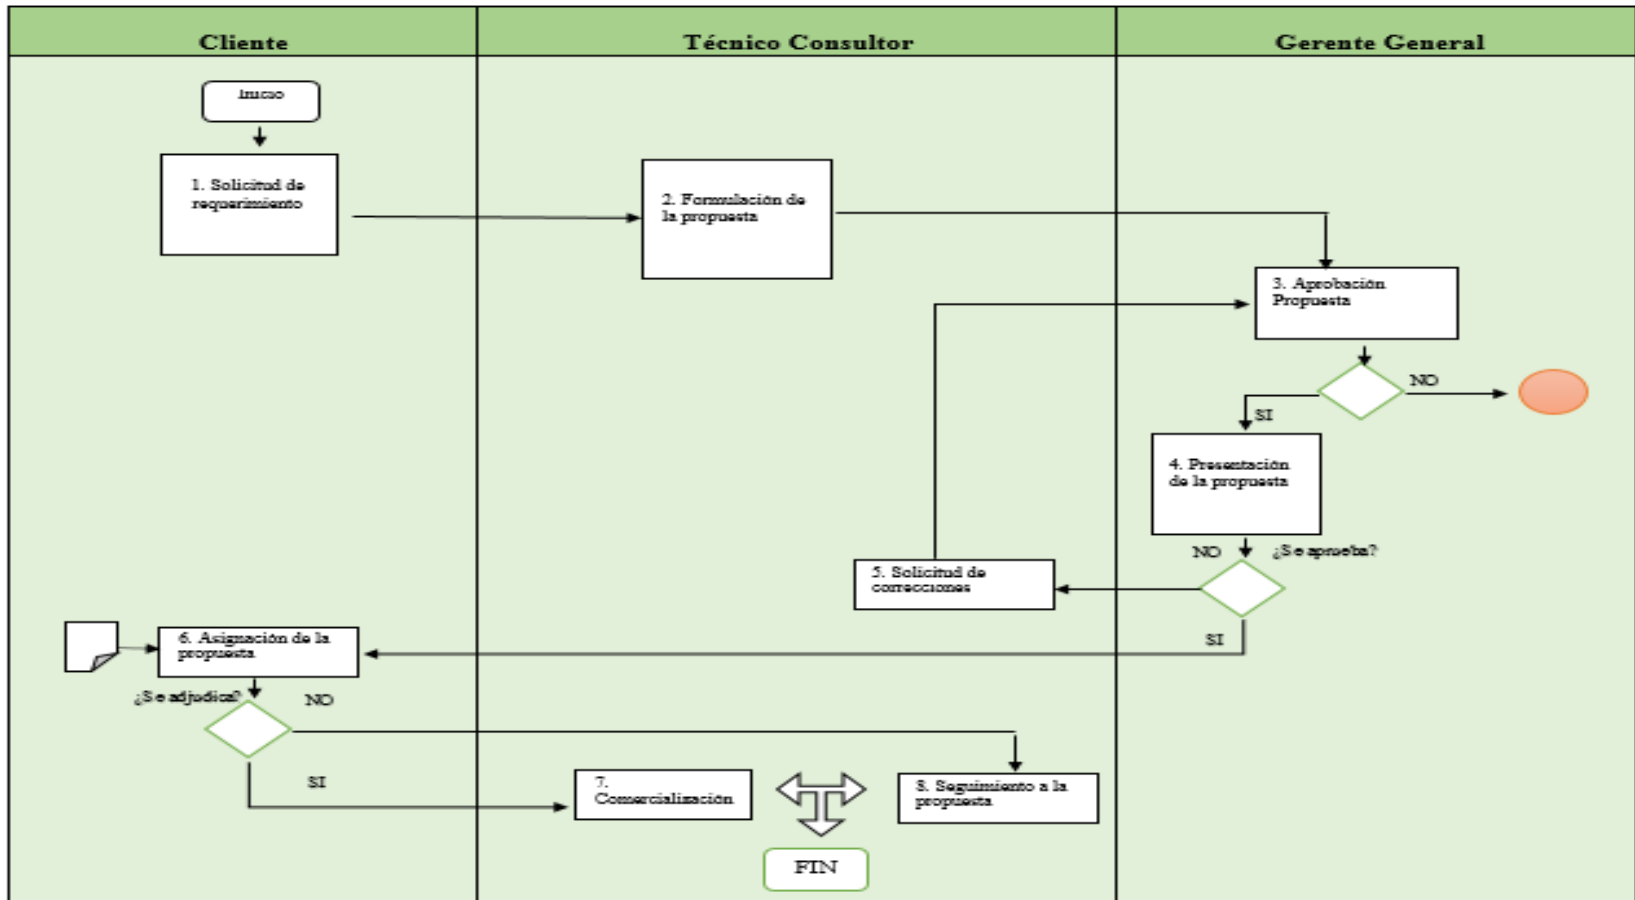 Cliente
Técnico Consultor
Gerente General
Inicio
1. Solicitud de
requerimiento
2. Formulación de
la propuesta
3. Aprobación
Propuesta
NO
SI
4. Presentación
de la propuesta
NO
¿Se aprueba?
5. Solicitud de
correcciones
SI
6. Asignación de la
propuesta
¿Se adjudica?
NO
SI
7.
Comercialización
8. Seguimiento a la
propuesta
FIN